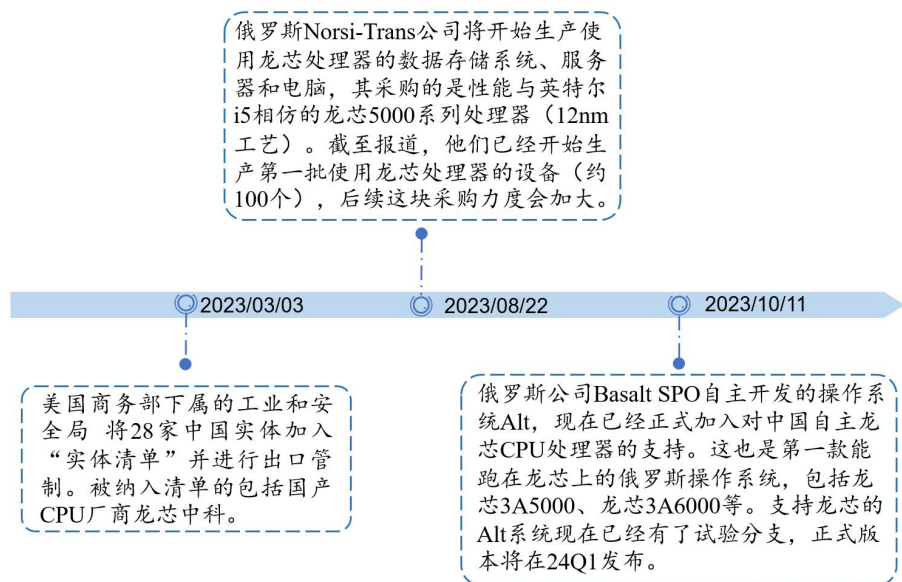 俄罗斯Norsi-Trans公司将开始生产使
用龙芯处理器的数据存储系统、服务
器和电脑，其采购的是性能与英特尔
i5相仿的龙芯5000系列处理器（12nm
工艺）。截至报道，他们已经开始生
产第一批使用龙芯处理器的设备（约
100个），后续这块采购力度会加大。
2023/03/03
2023/08/22
2023/10/11
美国商务部下属的工业和安
全局 将28家中国实体加入
“实体清单”并进行出口管
制。被纳入清单的包括国产
CPU厂商龙芯中科。
俄罗斯公司Basalt SPO自主开发的操作系
统Alt，现在已经正式加入对中国自主龙
芯CPU处理器的支持。这也是第一款能
跑在龙芯上的俄罗斯操作系统，包括龙
芯3A5000、龙芯3A6000等。支持龙芯的
Alt系统现在已经有了试验分支，正式版
本将在24Q1发布。